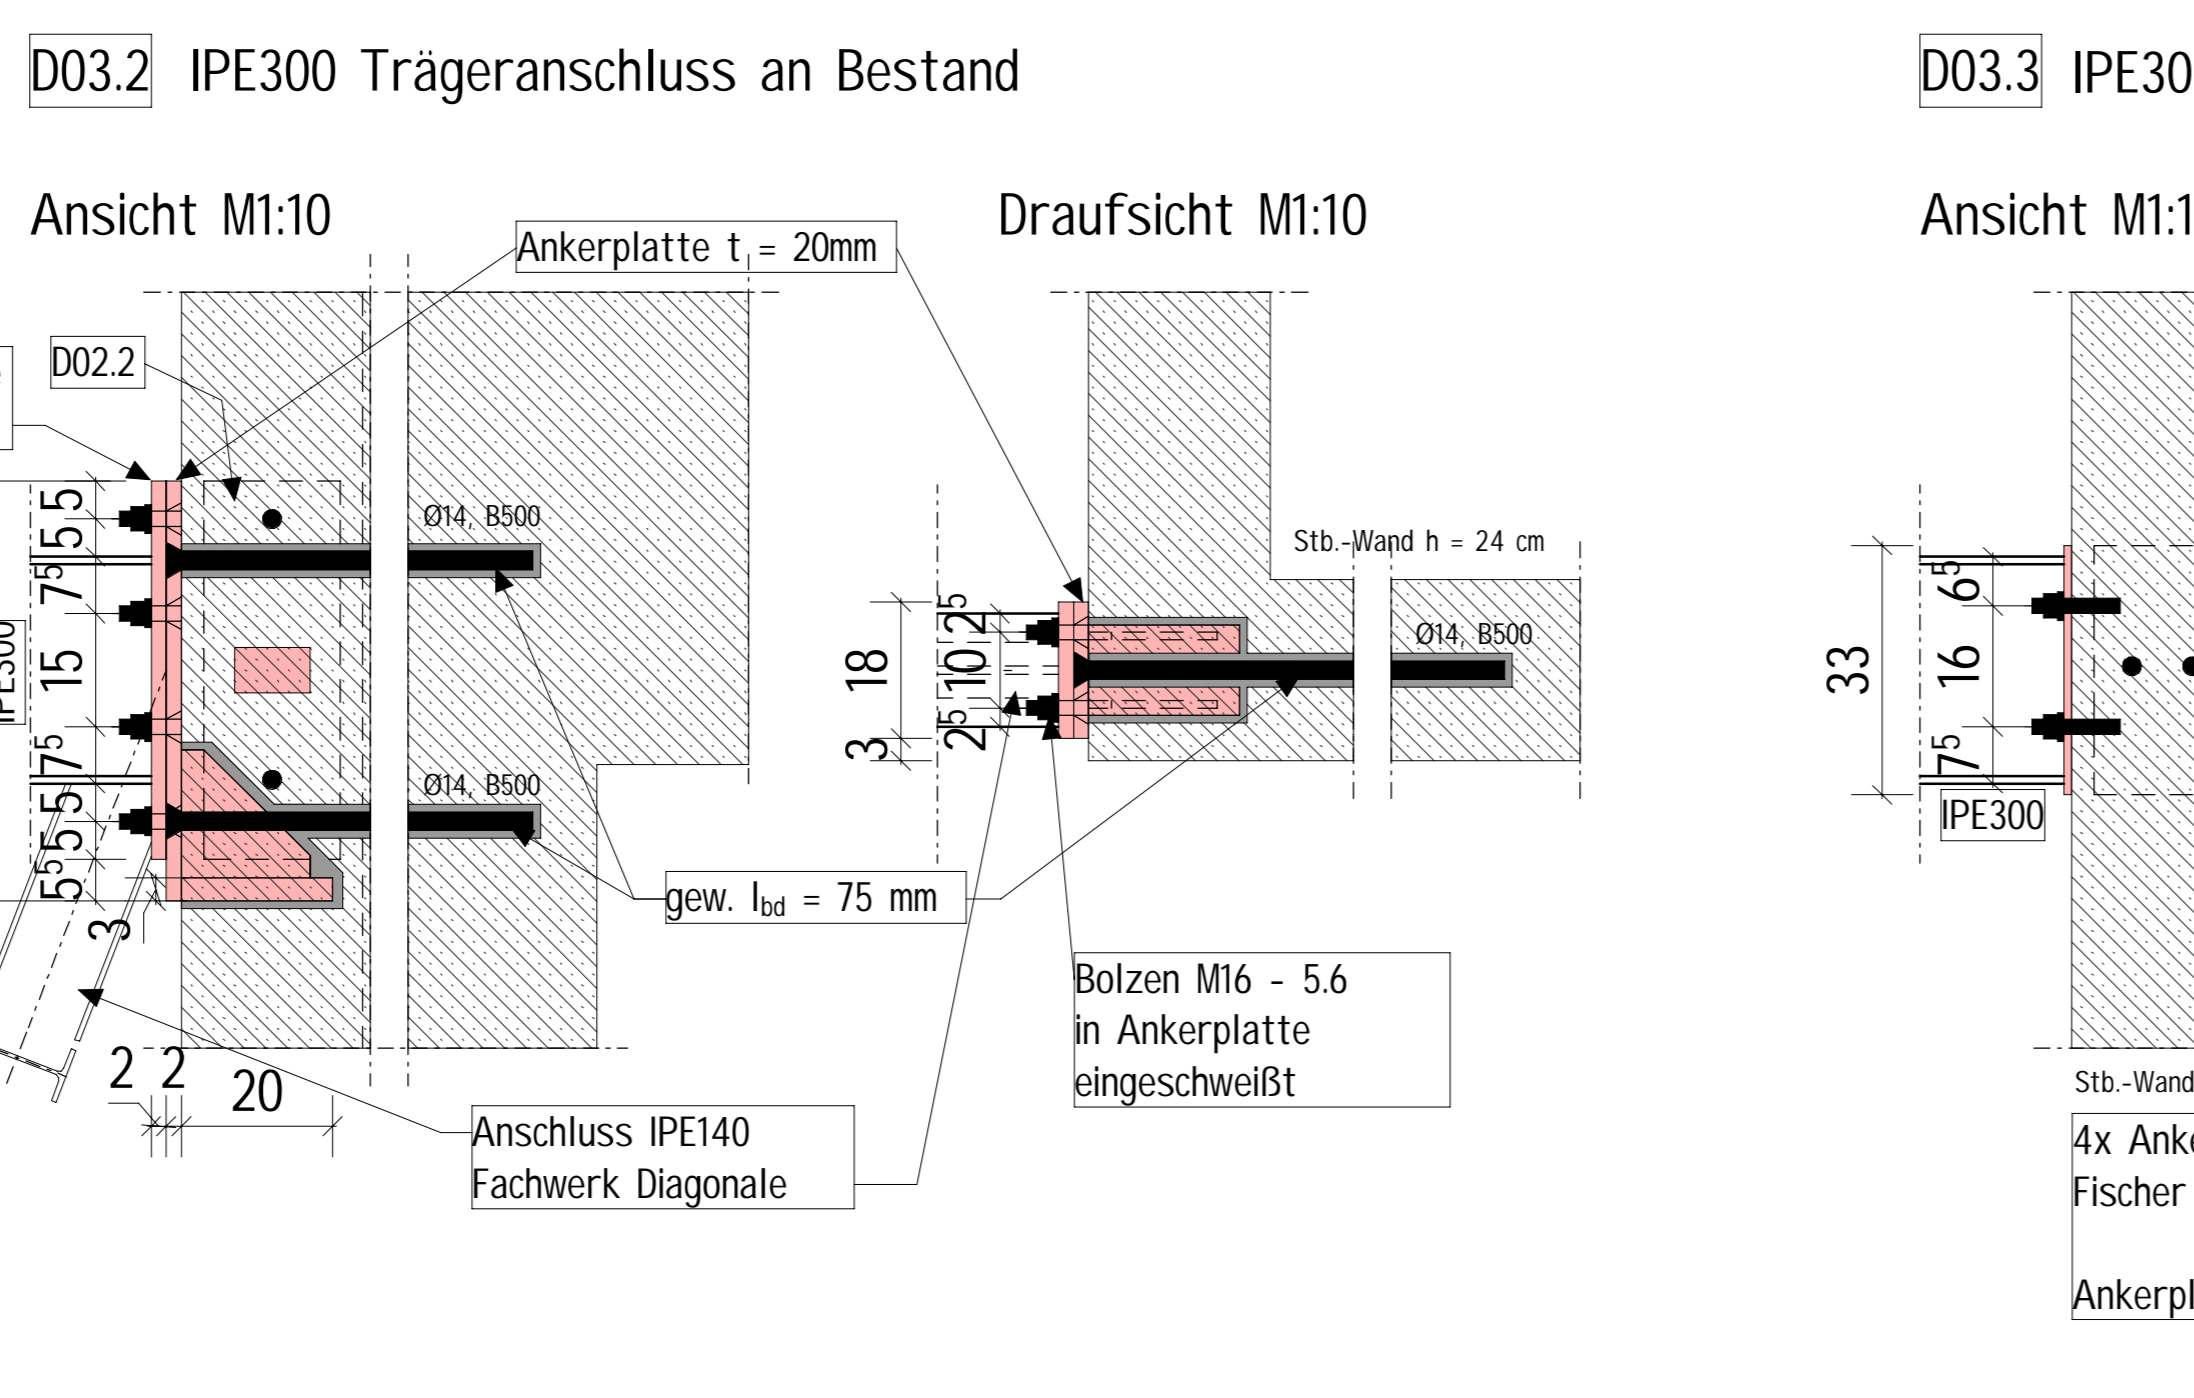 D03.2 IPE300 Trägeranschluss an Bestand
D03.3 IPE30
Ansicht M1:10
Draufsicht M1:10
Ansicht M1:1
Ankerplatte t = 20mm
D02.2
Ø14, B500
Ø14, B500
5
5
7⁵
15
7⁵
5
5
5⁵
3
IPE300
2 2 20
Anschluss IPE140
Fachwerk Diagonale
gew. lbd = 75 mm
Stb.-Wand h = 24 cm
Ø14, B500
18
3
2⁵
10
2⁵
Bolzen M16 - 5.6
in Ankerplatte
eingeschweißt
33
6⁵
16
7⁵
IPE300
Stb.-Wand
4x Anke
Fischer
Ankerpl